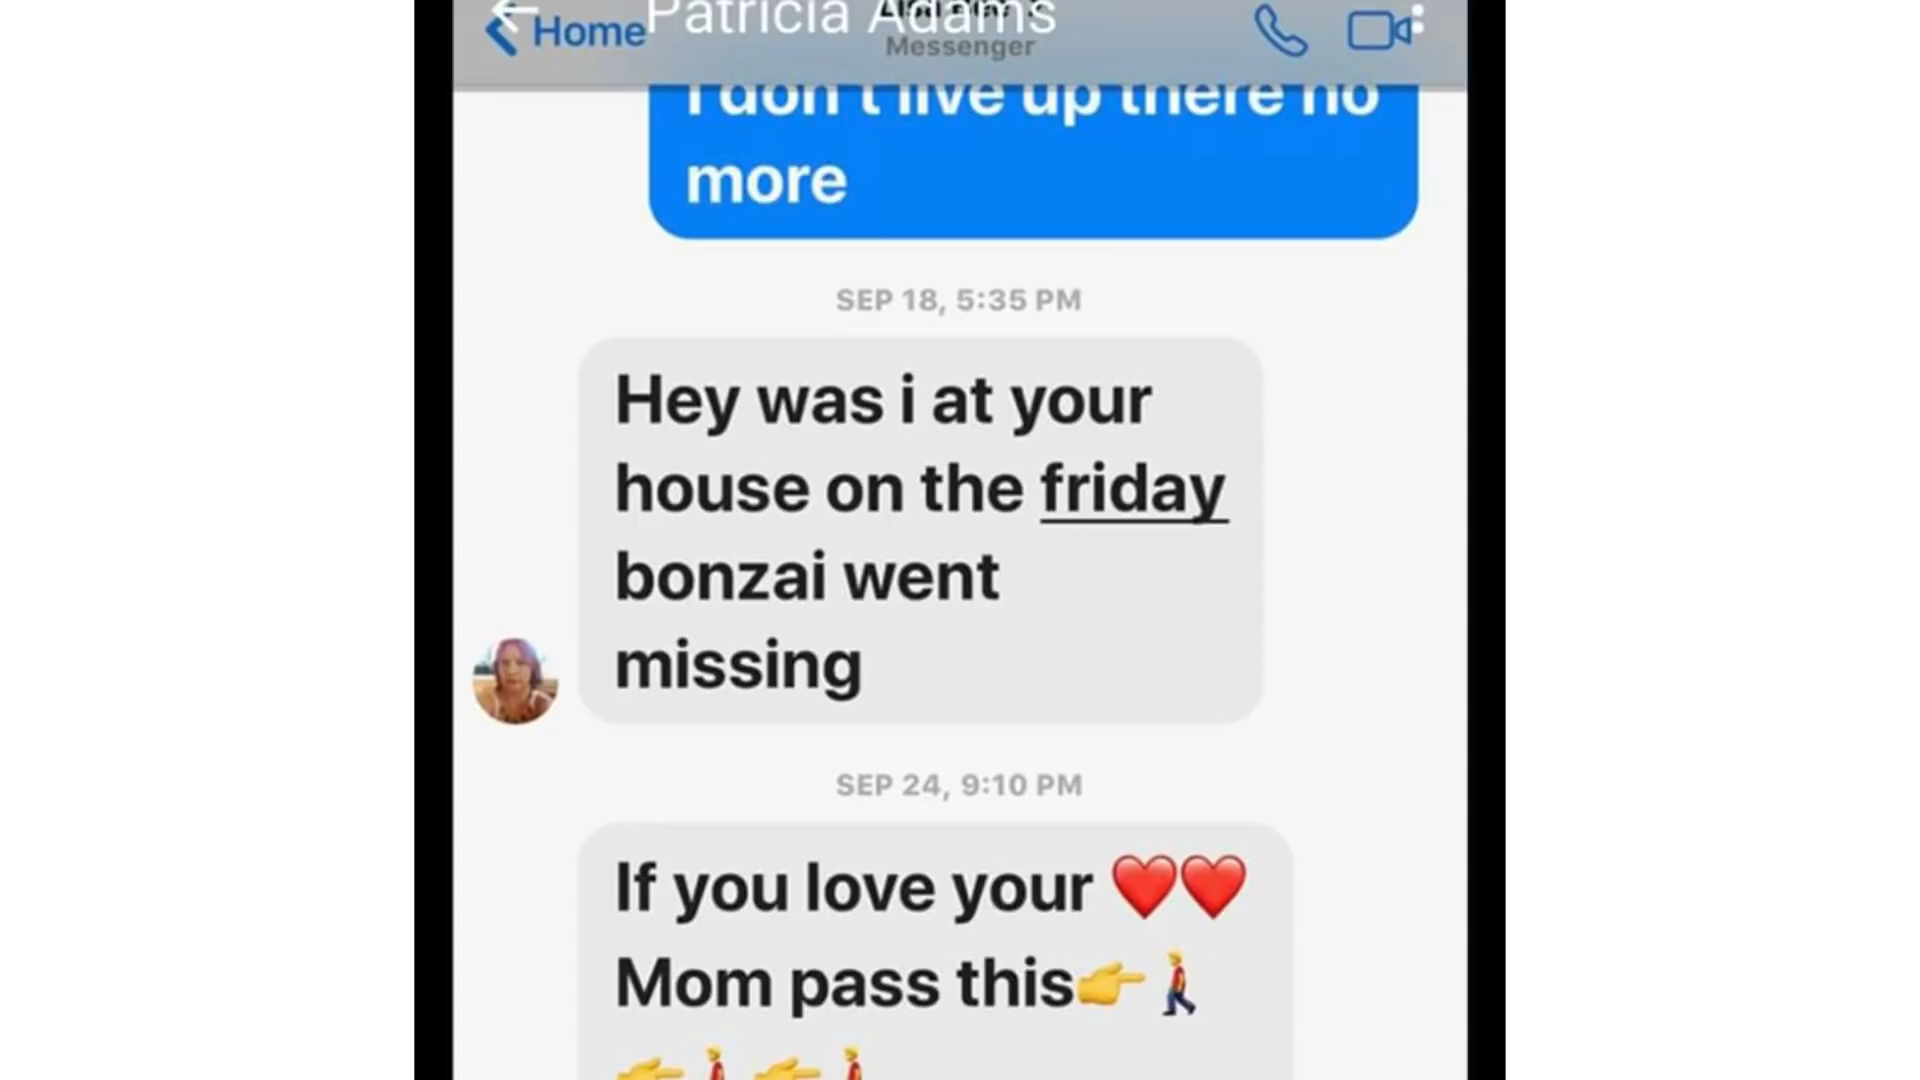 Home
Patricia Adams
Messenger
I don't live up there no
more
SEP 18, 5:35 PM
Hey was i at your
house on the friday
bonzai went
missing
SEP 24, 9:10 PM
If you love your ❤️❤️
Mom pass this👉🚶
👉🚶👉🚶